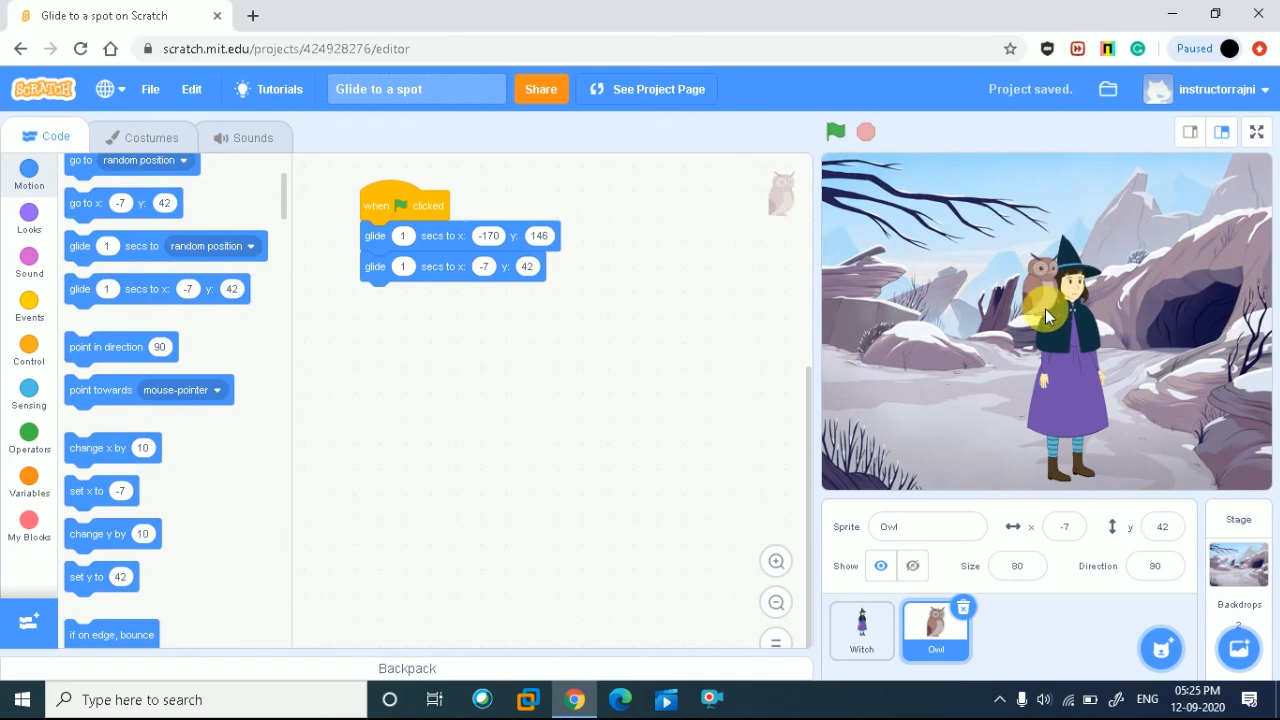 Glide to a spot on Scratch
scratch.mit.edu/projects/424928276/editor
Paused
SCRATCH
File
Edit
Tutorials
Glide to a spot
Share
See Project Page
Project saved.
instructorrajni
Code
Costumes
Sounds
Motion
Looks
Sound
Events
Control
Sensing
Operators
Variables
My Blocks
go to random position
go to x: -7 y: 42
glide 1 secs to random position
glide 1 secs to x: -7 y: 42
point in direction 90
point towards mouse-pointer
change x by 10
set x to -7
change y by 10
set y to 42
if on edge, bounce
when clicked
glide 1 secs to x: -170 y: 146
glide 1 secs to x: -7 y: 42
Sprite Owl x -7 y 42
Show Size 80 Direction 90
Witch
Owl
Stage
Backdrops
2
Backpack
Type here to search
ENG
05:25 PM
12-09-2020